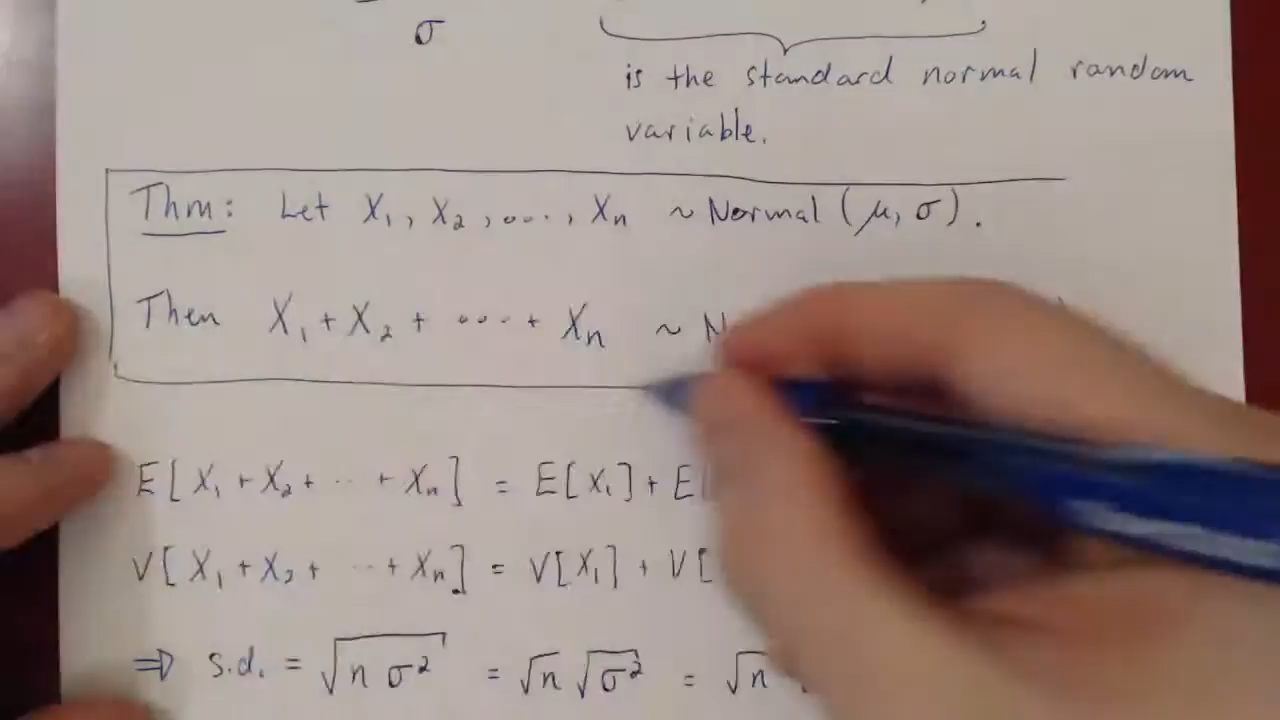 σ
is the standard normal random
variable.
Thm: Let X₁, X₂, ...., Xₙ ~ Normal (μ, σ).
Then X₁ + X₂ + ···· + Xₙ ~ N
E[X₁ + X₂ + ·· + Xₙ] = E[X₁] + E[
V[X₁ + X₂ + ·· + Xₙ] = V[X₁] + V[
⇒ s.d. = √(n σ²) = √n √(σ²) = √n